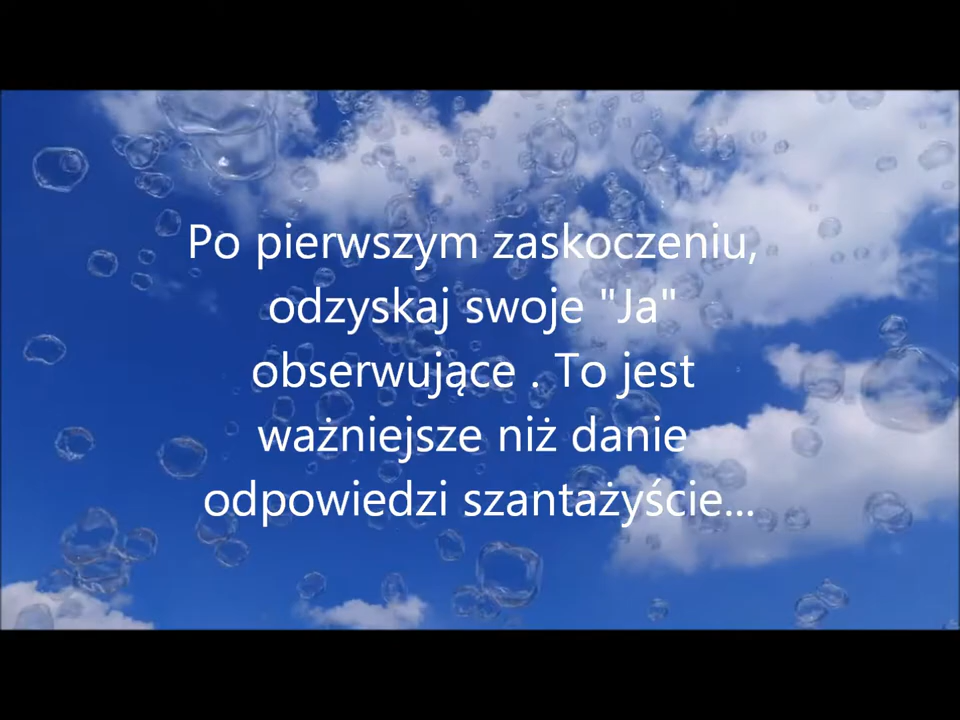 Po pierwszym zaskoczeniu,
odzyskaj swoje "Ja"
obserwujące . To jest
ważniejsze niż danie
odpowiedzi szantażyście...